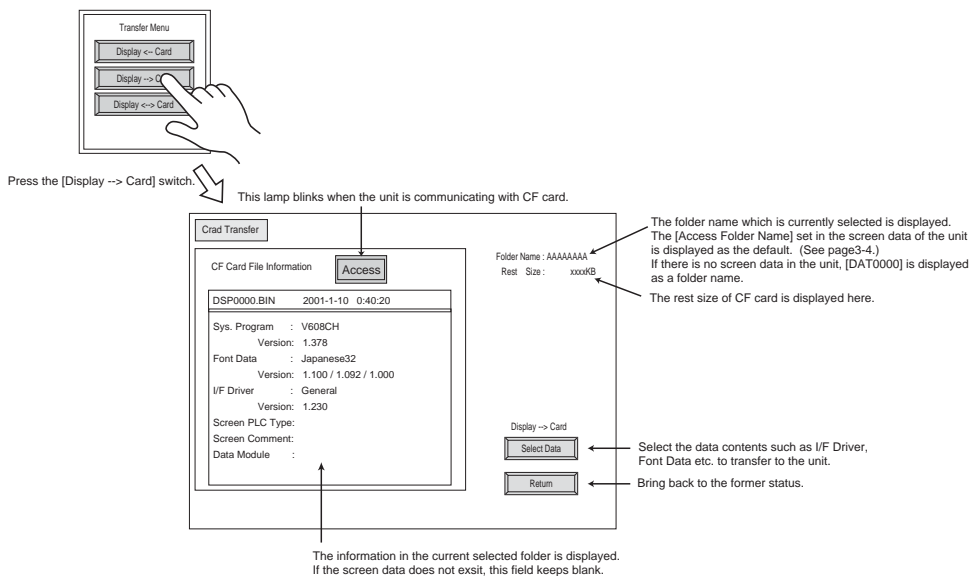 Transfer Menu
Display <-- Card
Display --> C
Display <--> Card
Press the [Display --> Card] switch.
This lamp blinks when the unit is communicating with CF card.
Crad Transfer
CF Card File Information
Access
Folder Name : AAAAAAAA
Rest Size : xxxxKB
The folder name which is currently selected is displayed.
The [Access Folder Name] set in the screen data of the unit
is displayed as the default. (See page3-4.)
If there is no screen data in the unit, [DAT0000] is displayed
as a folder name.
The rest size of CF card is displayed here.
DSP0000.BIN 2001-1-10 0:40:20
Sys. Program : V608CH
Version: 1.378
Font Data : Japanese32
Version: 1.100 / 1.092 / 1.000
I/F Driver : General
Version: 1.230
Screen PLC Type:
Screen Comment:
Data Module :
Display --> Card
Select Data
Select the data contents such as I/F Driver,
Font Data etc. to transfer to the unit.
Return
Bring back to the former status.
The information in the current selected folder is displayed.
If the screen data does not exsit, this field keeps blank.